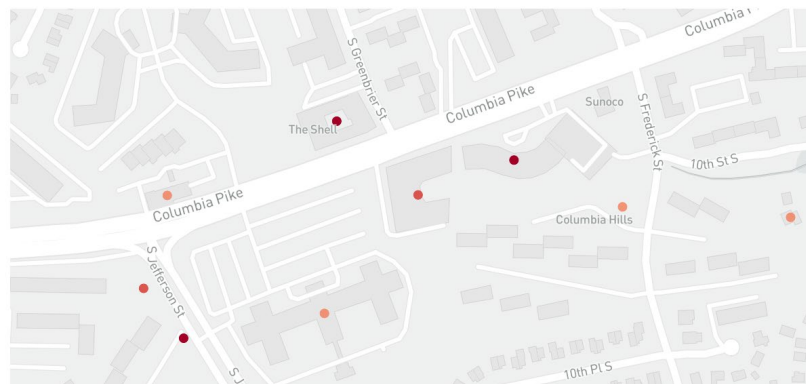 Columbia P
S Greenbrier St
Columbia Pike
Sunoco
The Shell
S Frederick St
10th St S
Columbia Pike
Columbia Hills
S Jefferson St
S J
10th Pl S